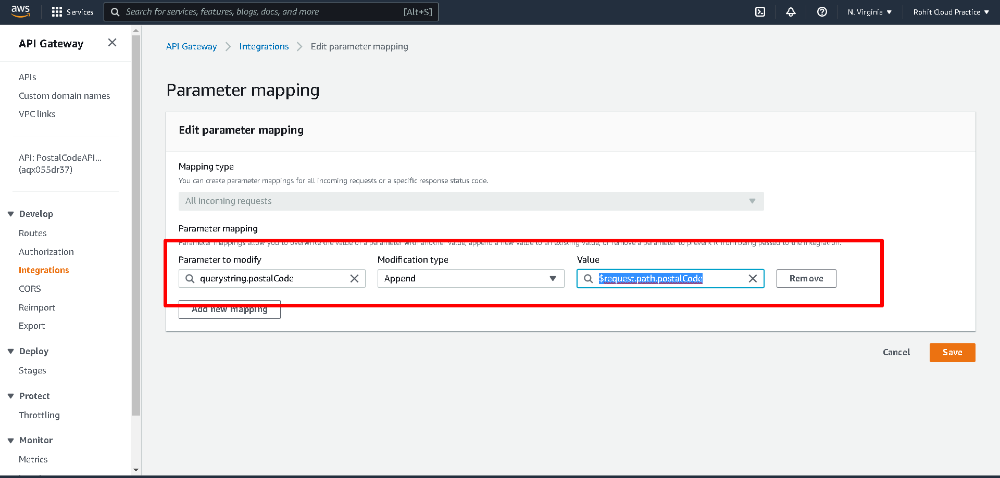 aws
Services
Search for services, features, blogs, docs, and more
[Alt+S]
N. Virginia
Rohit Cloud Practice
API Gateway
APIs
Custom domain names
VPC links
API: PostalCodeAPI...
(aqx055dr37)
Develop
Routes
Authorization
Integrations
CORS
Reimport
Export
Deploy
Stages
Protect
Throttling
Monitor
Metrics
API Gateway
Integrations
Edit parameter mapping
Parameter mapping
Edit parameter mapping
Mapping type
You can create parameter mappings for all incoming requests or a specific response status code.
All incoming requests
Parameter mapping
Parameter mappings allow you to overwrite the value of a parameter with another value, append a new value to an existing value, or remove a parameter to prevent it from being passed to the integration.
Parameter to modify
Modification type
Value
querystring.postalCode
Append
$request.path.postalCode
Remove
Add new mapping
Cancel
Save